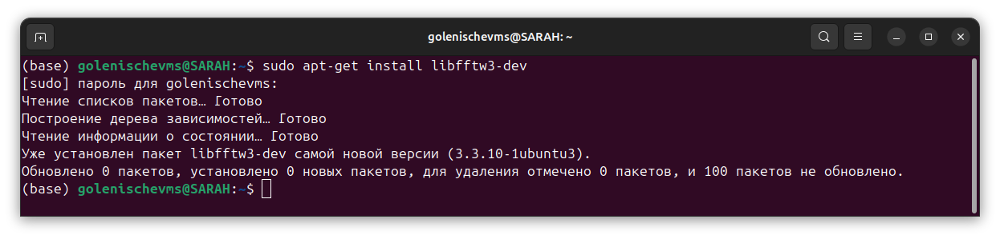 golenischevms@SARAH: ~
(base) golenischevms@SARAH:~$ sudo apt-get install libfftw3-dev
[sudo] пароль для golenischevms:
Чтение списков пакетов… Готово
Построение дерева зависимостей… Готово
Чтение информации о состоянии… Готово
Уже установлен пакет libfftw3-dev самой новой версии (3.3.10-1ubuntu3).
Обновлено 0 пакетов, установлено 0 новых пакетов, для удаления отмечено 0 пакетов, и 100 пакетов не обновлено.
(base) golenischevms@SARAH:~$